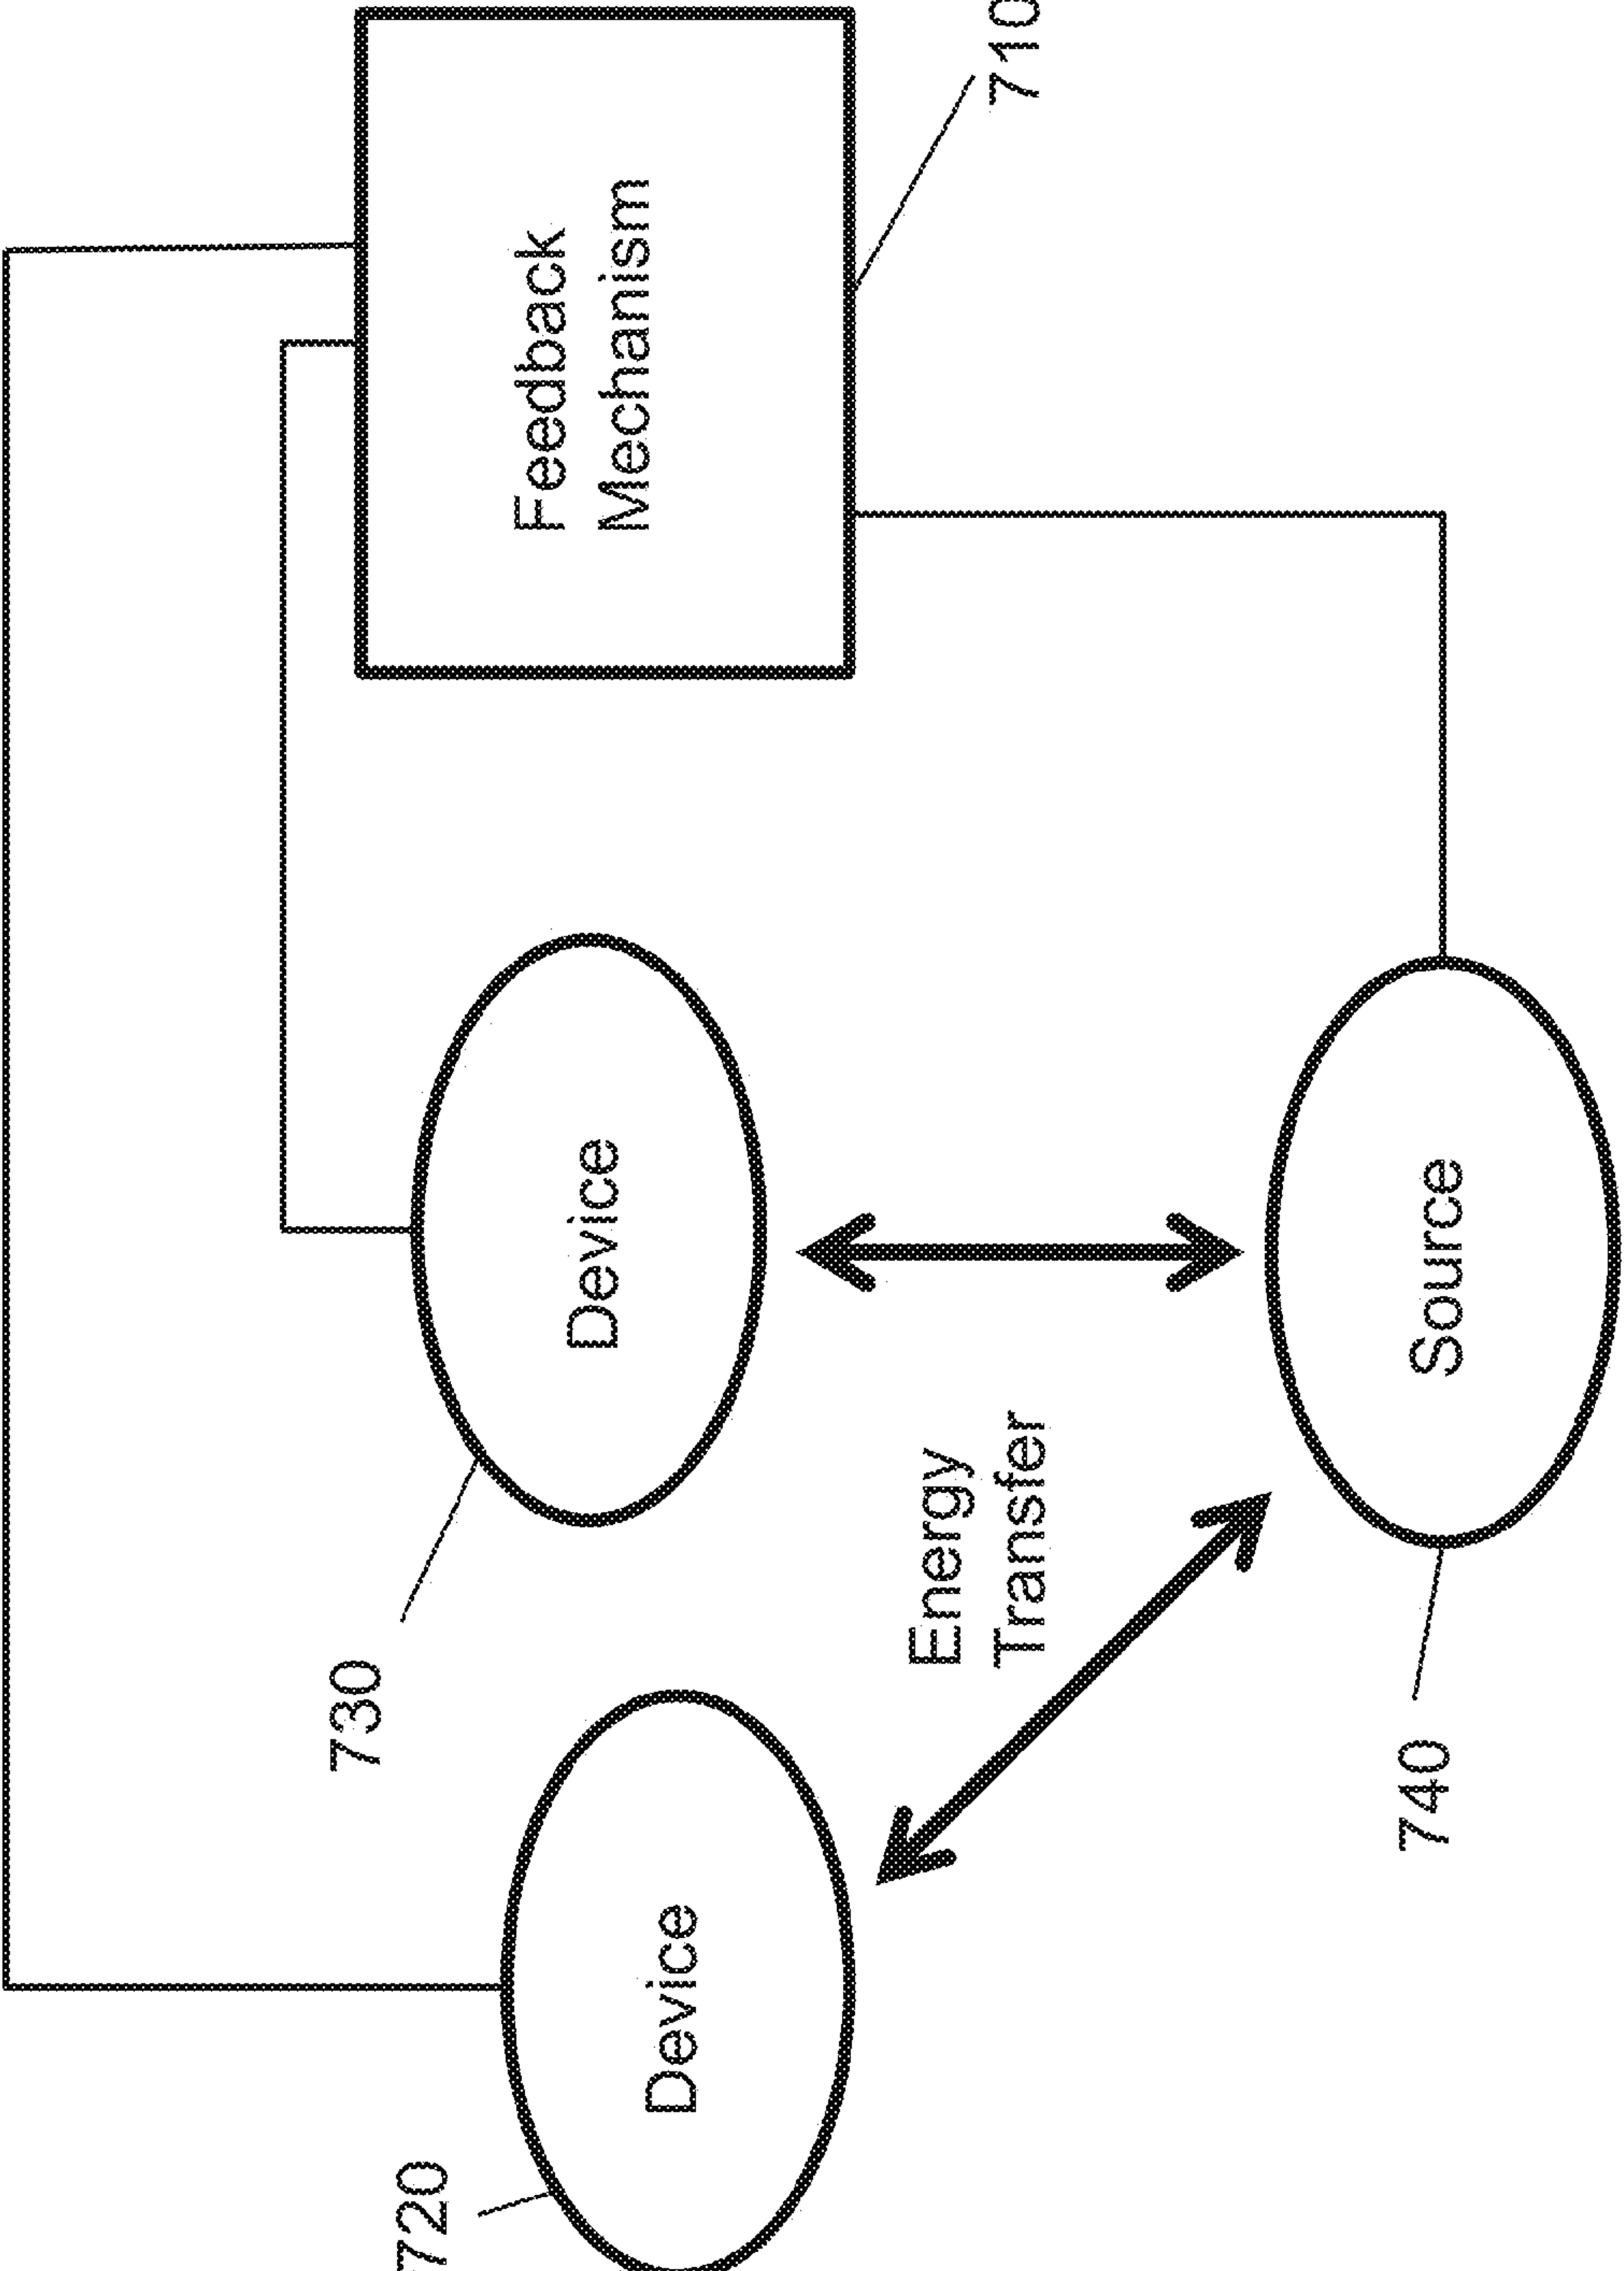 720
Device
730
Device
Energy
Transfer
740
Source
Feedback
Mechanism
710